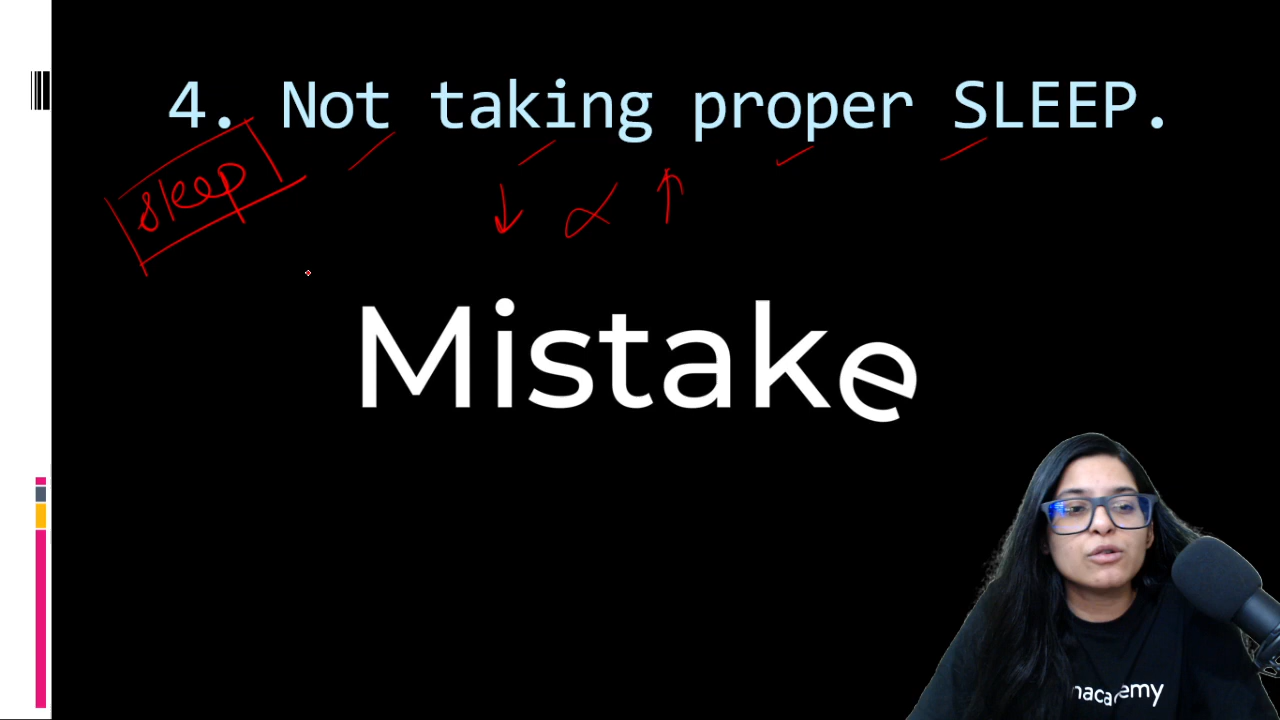 4. Not taking proper SLEEP.
sleep
↓ ∝ ↑
Mistake
nacademy